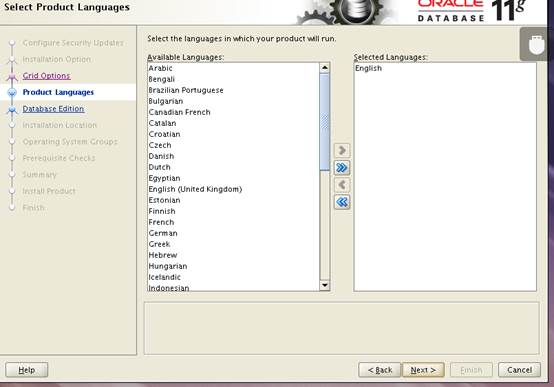 Select Product Languages
ORACLE
DATABASE
11g
Configure Security Updates
Installation Option
Grid Options
Product Languages
Database Edition
Installation Location
Operating System Groups
Prerequisite Checks
Summary
Install Product
Finish
Select the languages in which your product will run.
Available Languages:
Arabic
Bengali
Brazilian Portuguese
Bulgarian
Canadian French
Catalan
Croatian
Czech
Danish
Dutch
Egyptian
English (United Kingdom)
Estonian
Finnish
French
German
Greek
Hebrew
Hungarian
Icelandic
Indonesian
Selected Languages:
English
Help
< Back
Next >
Finish
Cancel